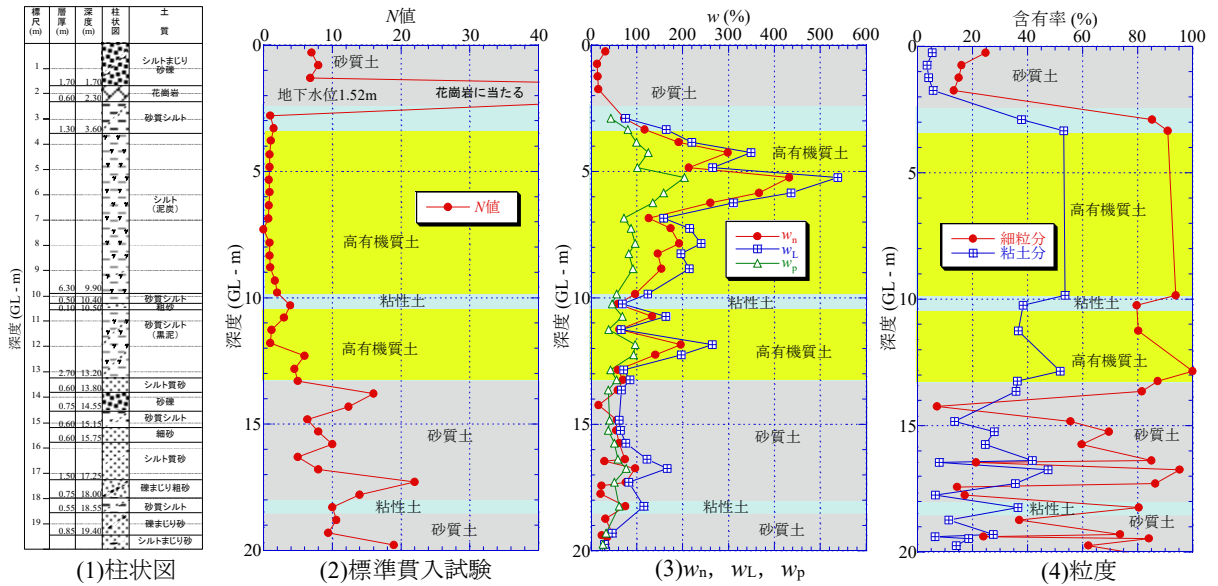 標尺(m)
層厚(m)
深度(m)
柱状図
土質
1
2
3
4
5
6
7
8
9
10
11
12
13
14
15
16
17
18
19
1.70 1.70
0.60 2.30
1.30 3.60
6.30 9.90
0.50 10.40
0.10 10.50
2.70 13.20
0.60 13.80
0.75 14.55
0.60 15.15
0.60 15.75
1.50 17.25
0.75 18.00
0.55 18.55
0.85 19.40
シルトまじり
砂礫
花崗岩
砂質シルト
シルト
(泥炭)
砂質シルト
粗砂
砂質シルト
(黒泥)
シルト質砂
砂礫
砂質シルト
細砂
シルト質砂
礫まじり粗砂
砂質シルト
礫まじり砂
シルトまじり砂
(1)柱状図
N値
0 10 20 30 40
0
5
10
15
20
深度 (GL - m)
砂質土
地下水位1.52m
花崗岩に当たる
N値
高有機質土
粘性土
高有機質土
砂質土
粘性土
砂質土
(2)標準貫入試験
w (%)
0 100 200 300 400 500 600
0
5
10
15
20
深度 (GL - m)
砂質土
高有機質土
wn
wL
wp
粘性土
高有機質土
砂質土
粘性土
砂質土
(3)wn, wL, wp
含有率 (%)
0 20 40 60 80 100
0
5
10
15
20
深度 (GL - m)
砂質土
高有機質土
細粒分
粘土分
粘性土
高有機質土
砂質土
粘性土
砂質土
(4)粒度